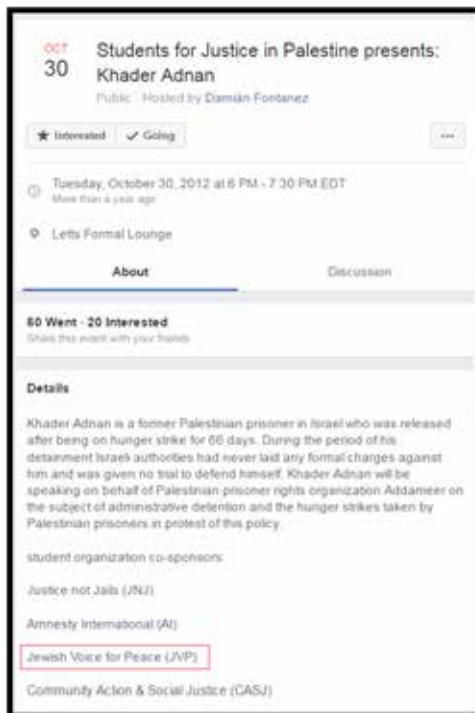 OCT
30
Students for Justice in Palestine presents:
Khader Adnan
Public · Hosted by Damián Fontanez
★ Interested
✓ Going
...
Tuesday, October 30, 2012 at 6 PM - 7:30 PM EDT
More than a year ago
Letts Formal Lounge
About
Discussion
60 Went · 20 Interested
Share this event with your friends
Details
Khader Adnan is a former Palestinian prisoner in Israel who was released
after being on hunger strike for 66 days. During the period of his
detainment Israeli authorities had never laid any formal charges against
him and was given no trial to defend himself. Khader Adnan will be
speaking on behalf of Palestinian prisoner rights organization Addameer on
the subject of administrative detention and the hunger strikes taken by
Palestinian prisoners in protest of this policy.
student organization co-sponsors:
Justice not Jails (JNJ)
Amnesty International (AI)
Jewish Voice for Peace (JVP)
Community Action & Social Justice (CASJ)